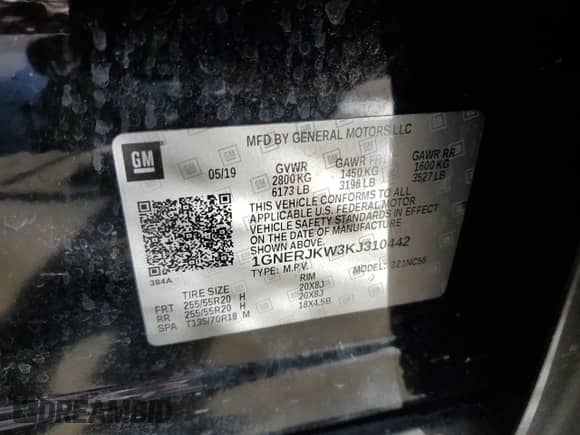 MFD BY GENERAL MOTORS LLC
GM
05/19
GVWR
2800 KG
6173 LB
GAWR FRT
1450 KG
3196 LB
GAWR RR
1600 KG
3527 LB
THIS VEHICLE CONFORMS TO ALL
APPLICABLE U.S. FEDERAL MOTOR
VEHICLE SAFETY STANDARDS IN EFFECT
ON THE DATE OF MANUFACTURE
1GNERJKW3KJ310442
TYPE: M.P.V.
MODEL: 121NC56
384A
TIRE SIZE
RIM
FRT 255/55R20 H 20X8J
RR 255/55R20 H 20X8J
SPA T135/70R18 M 18X4.5B
DREAMBID